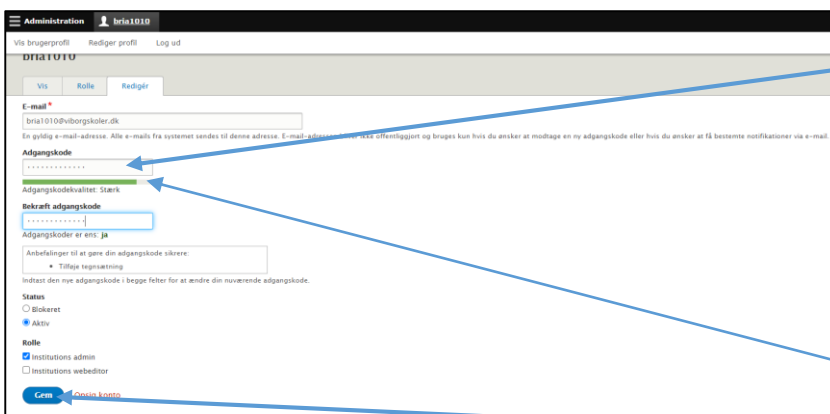 Administration bria1010
Vis brugerprofil Rediger profil Log ud
bria1010
Vis Rolle Redigér
E-mail *
bria1010@viborgskoler.dk
En gyldig e-mail-adresse. Alle e-mails fra systemet sendes til denne adresse. E-mail-adressen ikke offentliggjort og bruges kun hvis du ønsker at modtage en ny adgangskode eller hvis du ønsker at få bestemte notifikationer via e-mail.
Adgangskode
·············
Adgangskodekvalitet: Stærk
Bekræft adgangskode
·············
Adgangskoder er ens: ja
Anbefalinger til at gøre din adgangskode sikrere:
• Tilføje tegnsætning
Indtast den nye adgangskode i begge felter for at ændre din nuværende adgangskode.
Status
Blokeret
Aktiv
Rolle
Institutions admin
Institutions webeditor
Gem Opsig konto